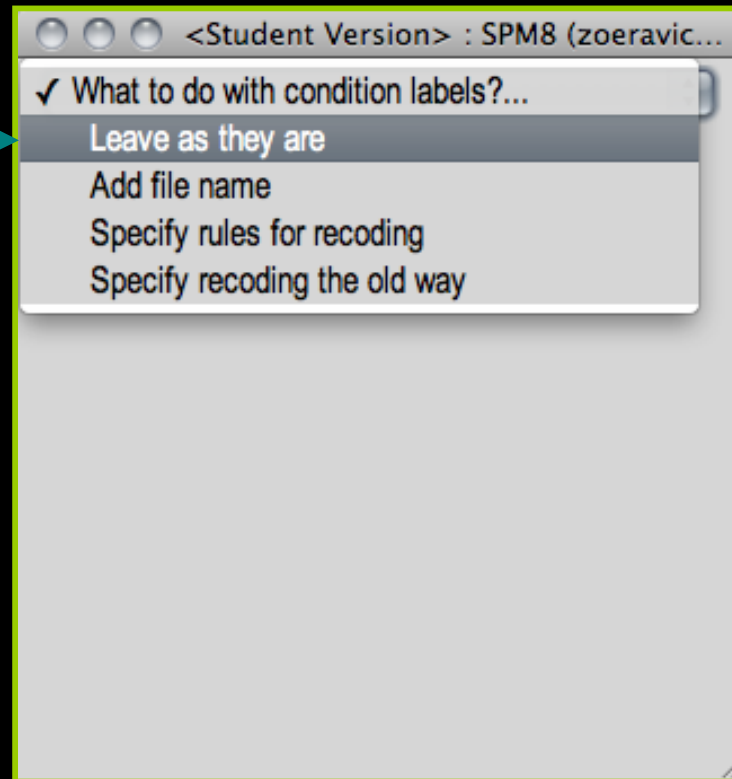 <Student Version> : SPM8 (zoeravic...
✓ What to do with condition labels?...
Leave as they are
Add file name
Specify rules for recoding
Specify recoding the old way